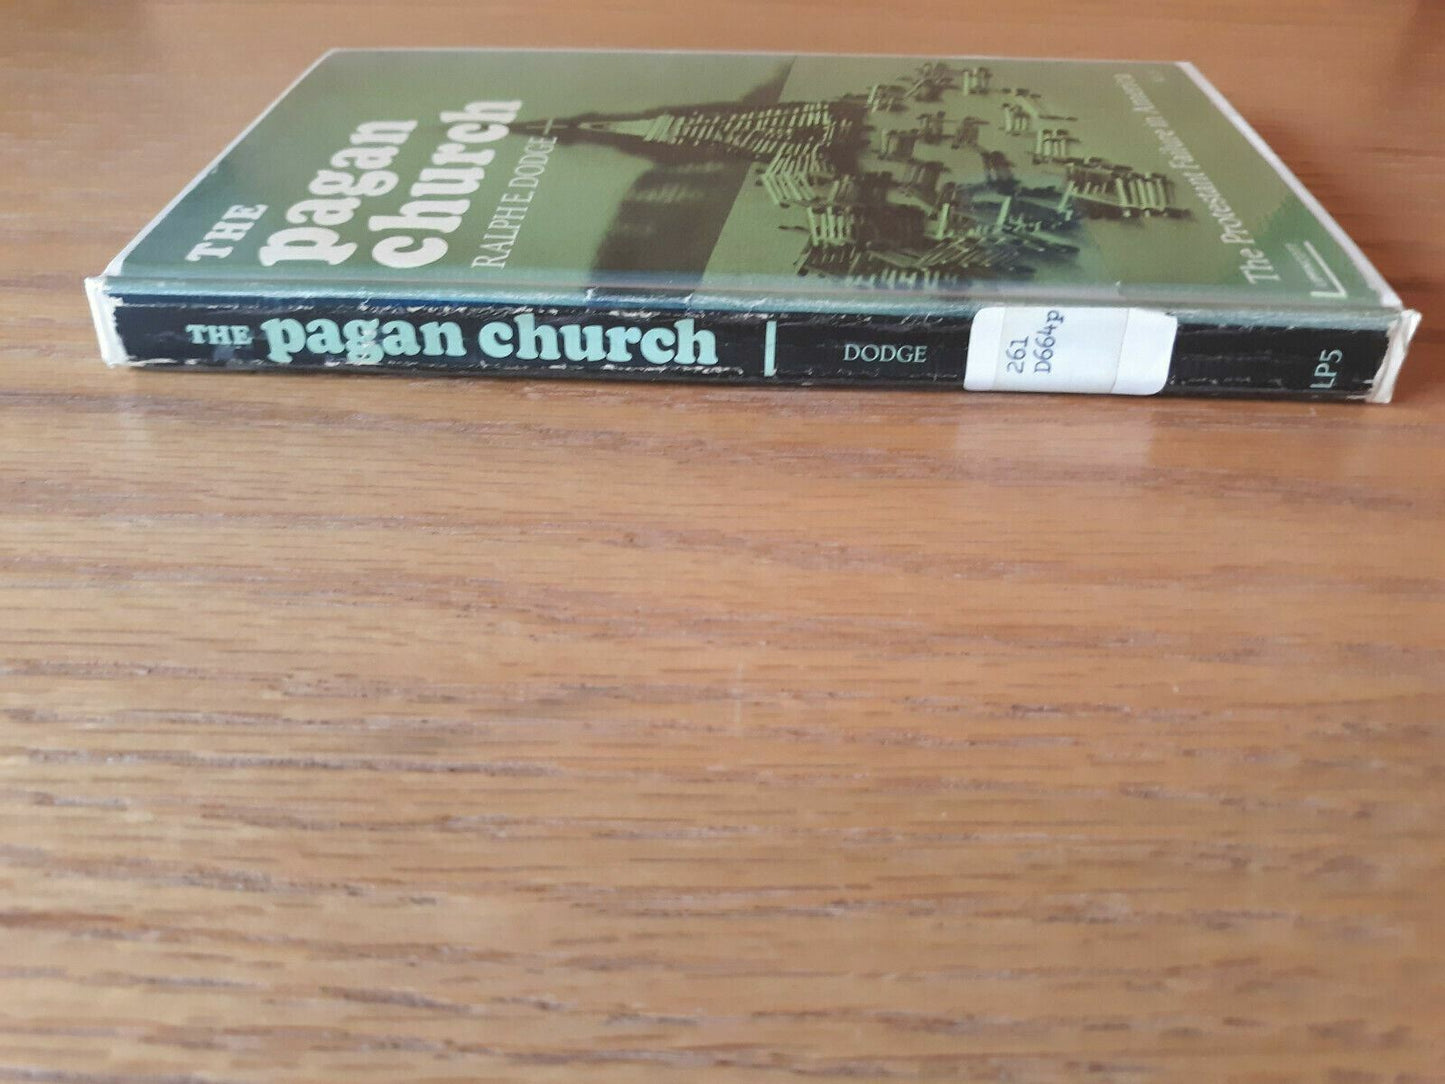 THE
pagan
church
RALPH E. DODGE
The Protestant Failure in America
THE pagan church
DODGE
261
D664p
LP5